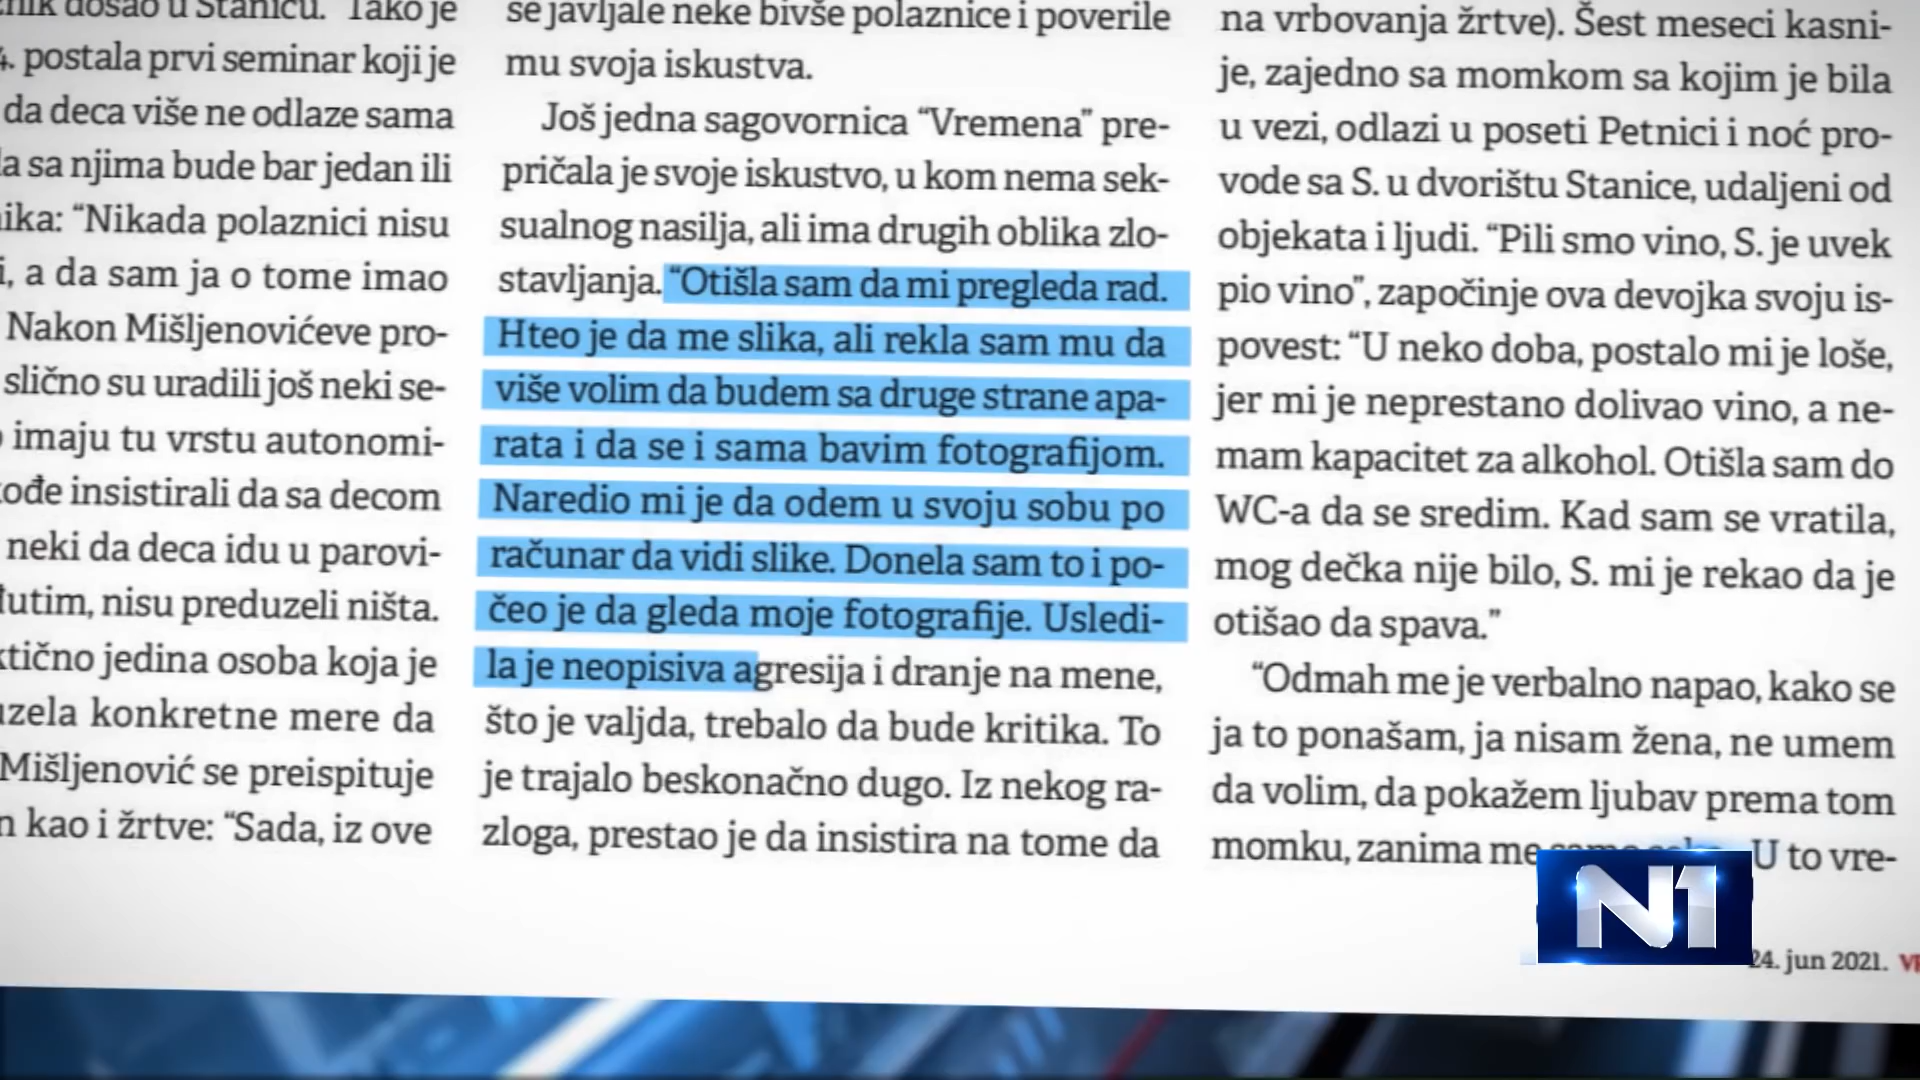 došao u Stanicu. Tako je
4. postala prvi seminar koji je
da deca više ne odlaze sama
sa njima bude bar jedan ili
“Nikada polaznici nisu
i, a da sam ja o tome imao
Nakon Mišljenovićeve pro-
slično su uradili još neki se-
imaju tu vrstu autonomi-
insistirali da sa decom
neki da deca idu u parovi-
nisu preduzeli ništa.
jedina osoba koja je
konkretne mere da
Mišljenović se preispituje
kao i žrtve: “Sada, iz ove
se javljale neke bivše polaznice i poverile
mu svoja iskustva.
Još jedna sagovornica “Vremena” pre-
pričala je svoje iskustvo, u kom nema sek-
sualnog nasilja, ali ima drugih oblika zlo-
stavljanja. “Otišla sam da mi pregleda rad.
Hteo je da me slika, ali rekla sam mu da
više volim da budem sa druge strane apa-
rata i da se i sama bavim fotografijom.
Naredio mi je da odem u svoju sobu po
računar da vidi slike. Donela sam to i po-
čeo je da gleda moje fotografije. Usledi-
la je neopisiva agresija i dranje na mene,
što je valjda, trebalo da bude kritika. To
je trajalo beskonačno dugo. Iz nekog ra-
zloga, prestao je da insistira na tome da
na vrbovanja žrtve). Šest meseci kasni-
je, zajedno sa momkom sa kojim je bila
u vezi, odlazi u poseti Petnici i noć pro-
vode sa S. u dvorištu Stanice, udaljeni od
objekata i ljudi. “Pili smo vino, S. je uvek
pio vino”, započinje ova devojka svoju is-
povest: “U neko doba, postalo mi je loše,
jer mi je neprestano dolivao vino, a ne-
mam kapacitet za alkohol. Otišla sam do
WC-a da se sredim. Kad sam se vratila,
mog dečka nije bilo, S. mi je rekao da je
otišao da spava.”
“Odmah me je verbalno napao, kako se
ja to ponašam, ja nisam žena, ne umem
da volim, da pokažem ljubav prema tom
momku, zanima me U to vre-
N1
24. jun 2021.